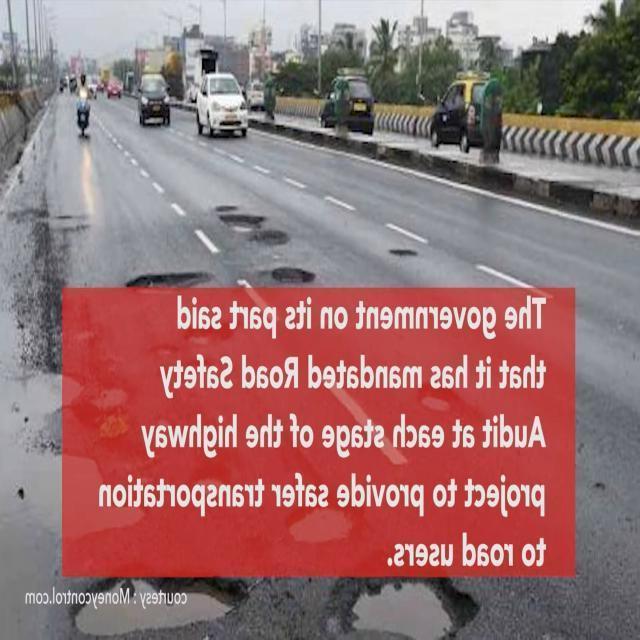 The government on its part said
that it has mandated Road Safety
Audit at each stage of the highway
project to provide safer transportation
to road users.
courtesy : Moneycontrol.com